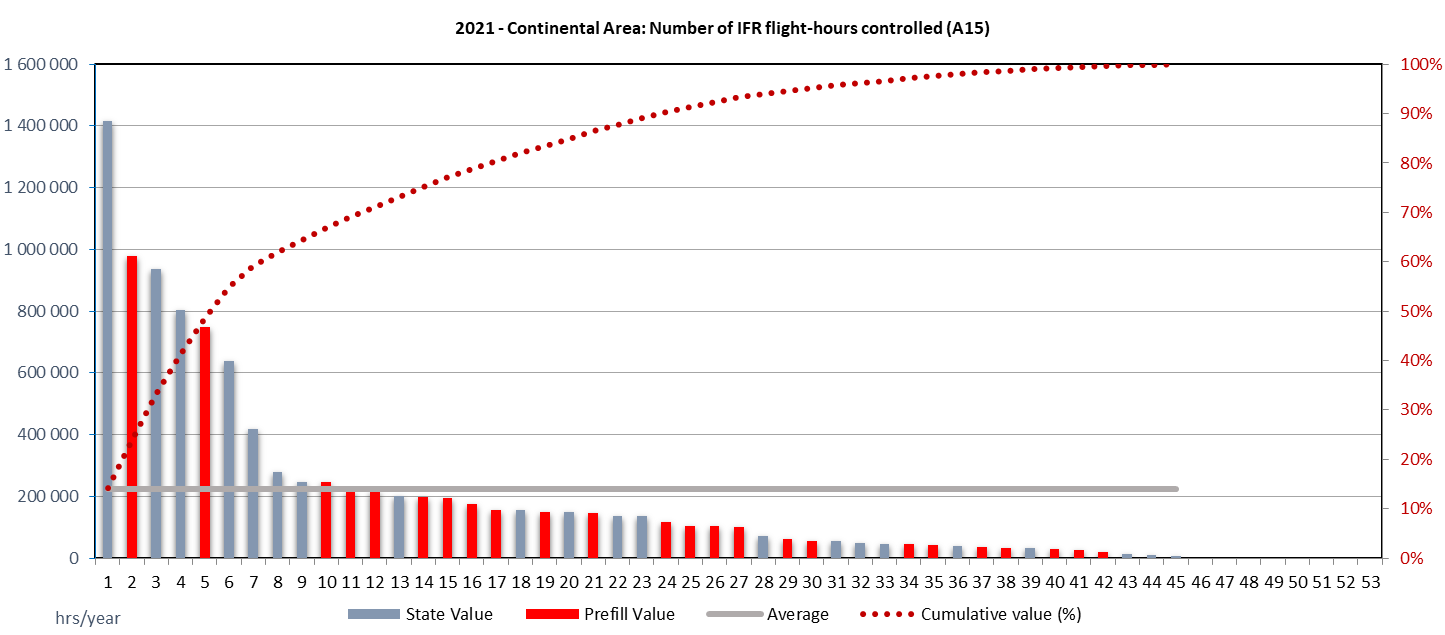 2021 - Continental Area: Number of IFR flight-hours controlled (A15)
1 600 000 100%
1 400 000 90%
80%
1 200 000 70%
1 000 000 60%
800 000 50%
600 000 40%
400 000 30%
20%
200 000 10%
0 0%
1 2 3 4 5 6 7 8 9 10 11 12 13 14 15 16 17 18 19 20 21 22 23 24 25 26 27 28 29 30 31 32 33 34 35 36 37 38 39 40 41 42 43 44 45 47 48 49 50 51 52 53
hrs/year State Value Prefill Value Average Cumulative value (%)